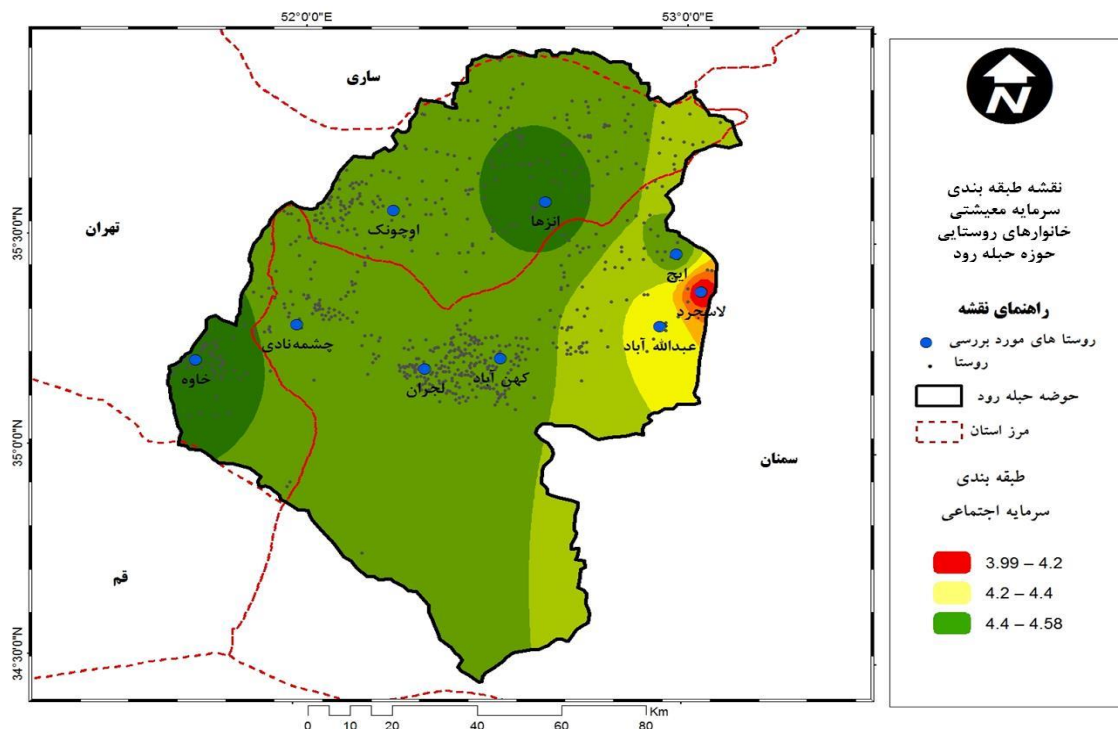 52°0'0"E
53°0'0"E
35°30'0"N
35°0'0"N
34°30'0"N
ساری
تهران
قم
سمنان
انزها
اوچونک
ایج
لاسجرد
عبدالله آباد
چشمه‌نادی
کهن آباد
لجران
خاوه
0 10 20 40 60 80
Km
N
نقشه طبقه بندی
سرمایه معیشتی
خانوارهای روستایی
حوزه حبله رود
راهنمای نقشه
روستا های مورد بررسی
روستا
حوضه حبله رود
مرز استان
طبقه بندی
سرمایه اجتماعی
3.99 – 4.2
4.2 – 4.4
4.4 – 4.58